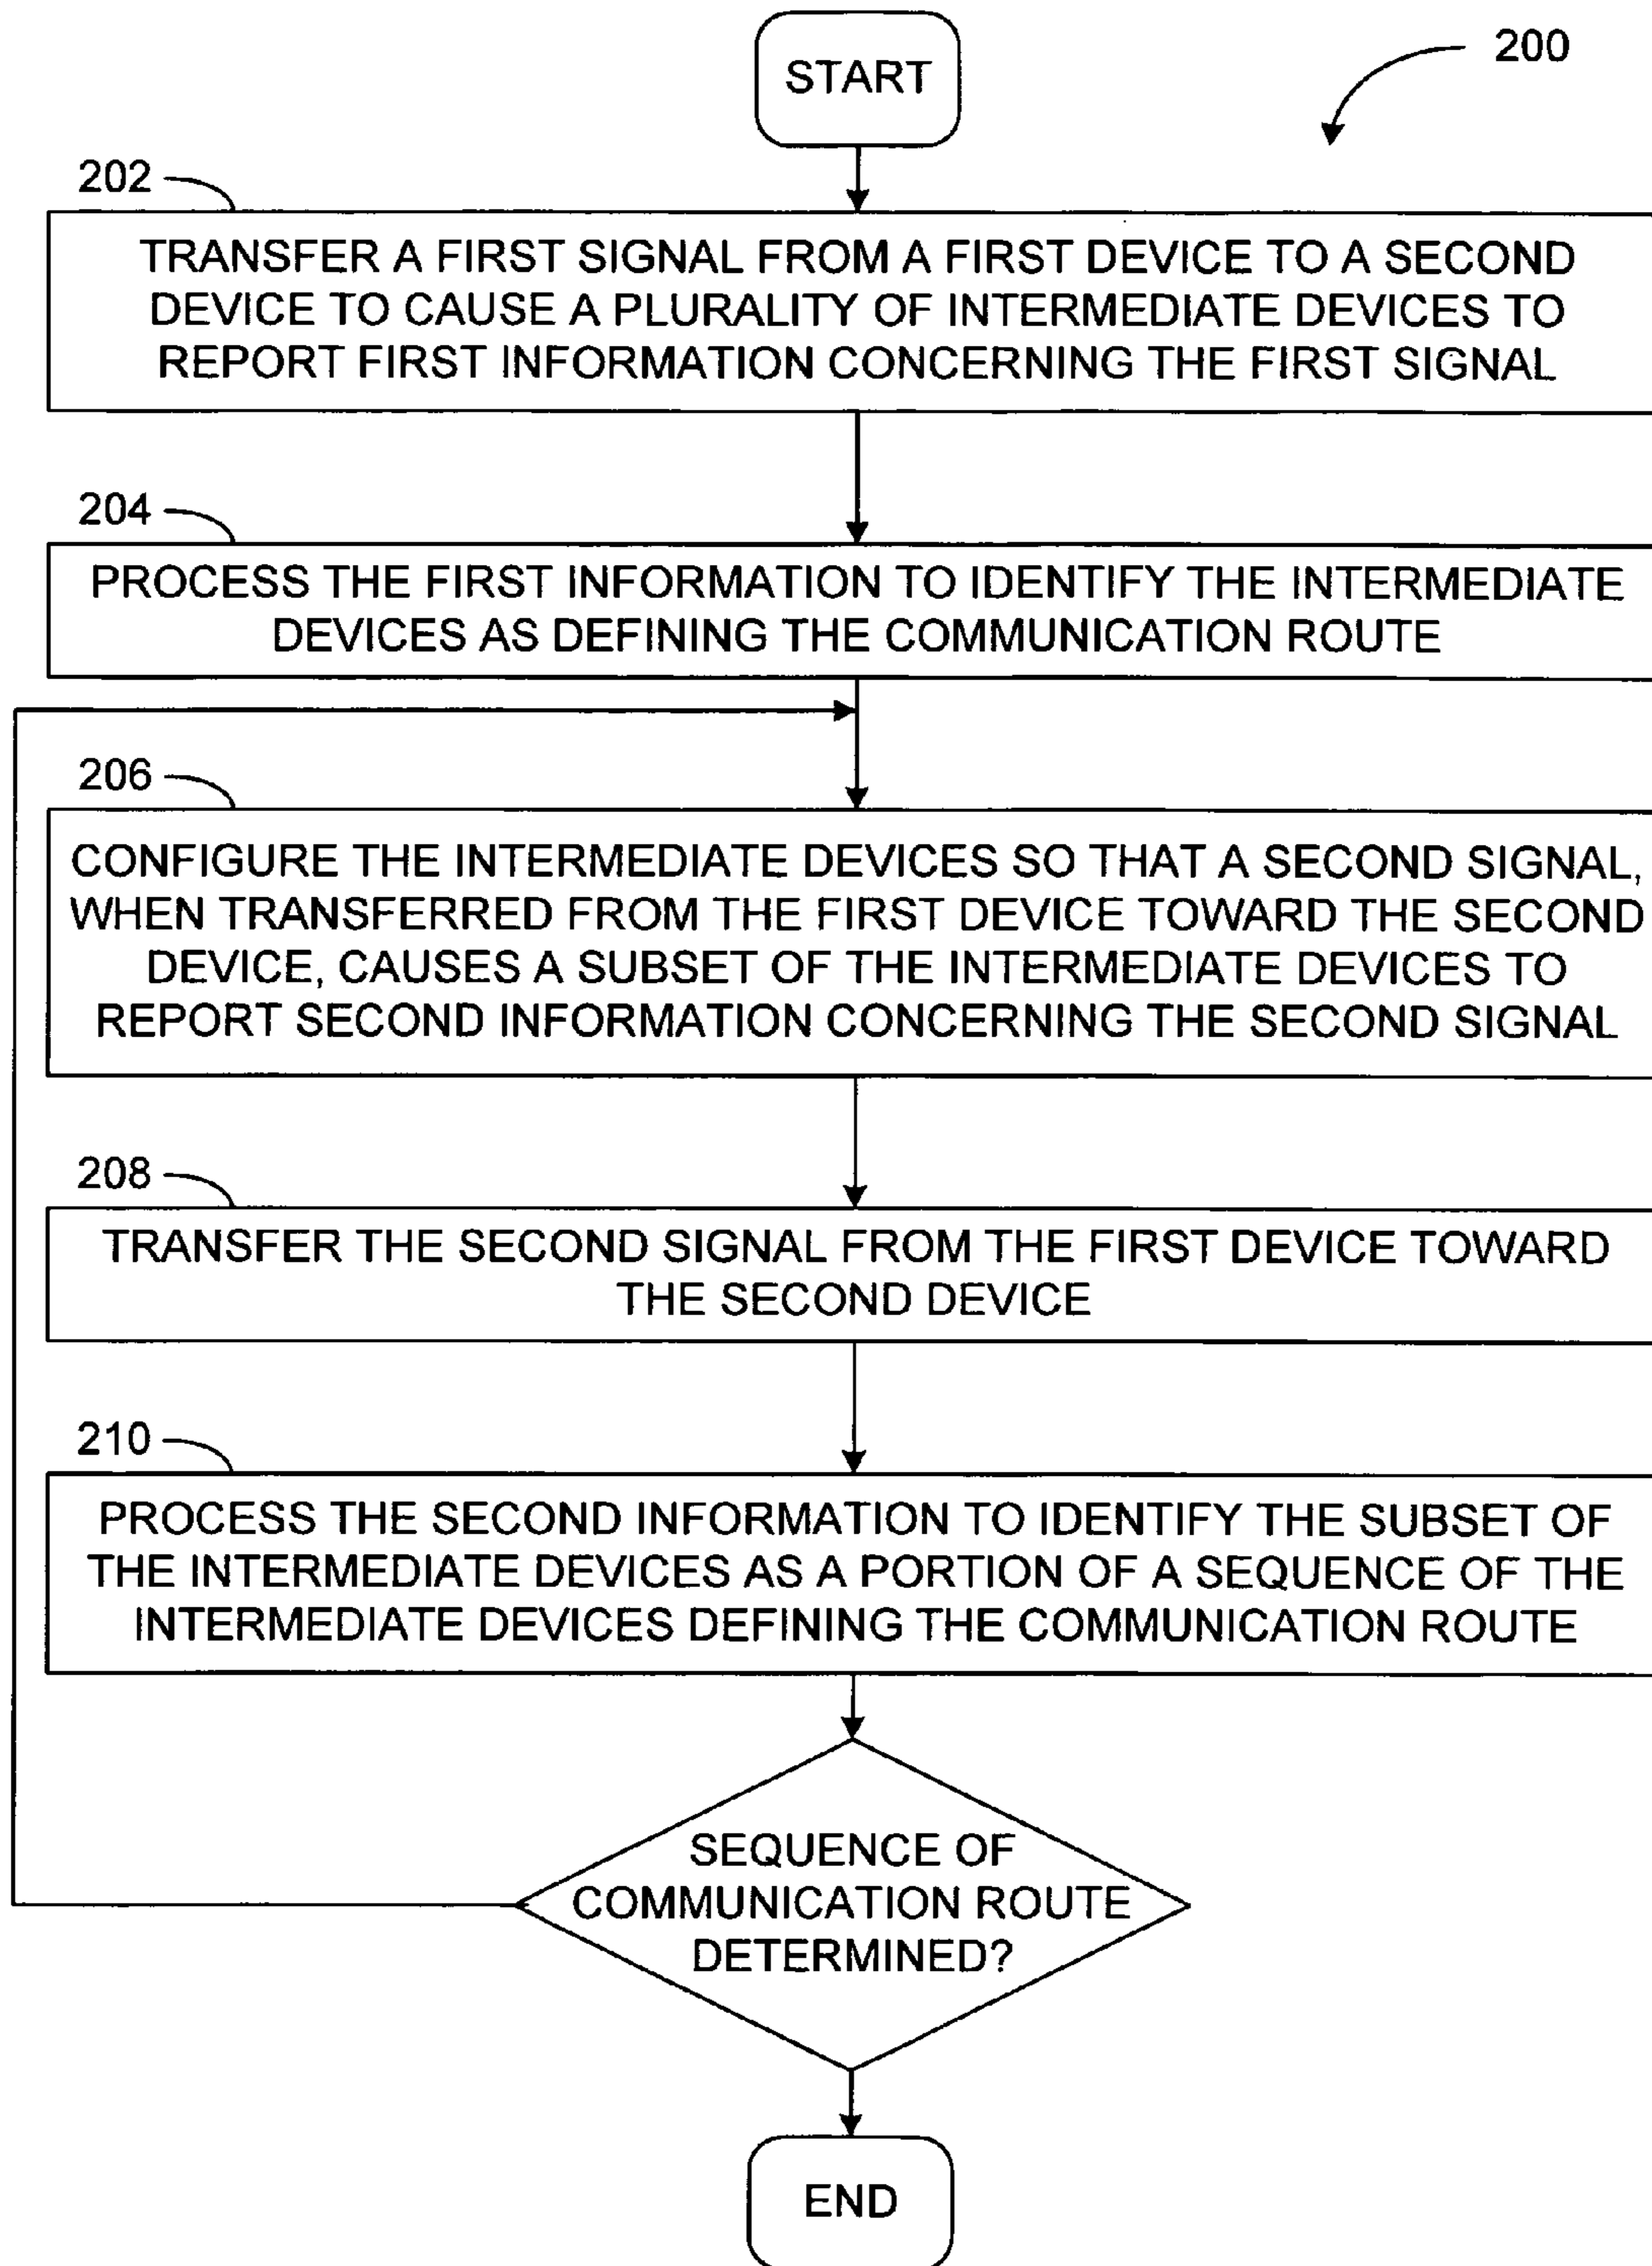 START
200
202
TRANSFER A FIRST SIGNAL FROM A FIRST DEVICE TO A SECOND
DEVICE TO CAUSE A PLURALITY OF INTERMEDIATE DEVICES TO
REPORT FIRST INFORMATION CONCERNING THE FIRST SIGNAL
204
PROCESS THE FIRST INFORMATION TO IDENTIFY THE INTERMEDIATE
DEVICES AS DEFINING THE COMMUNICATION ROUTE
206
CONFIGURE THE INTERMEDIATE DEVICES SO THAT A SECOND SIGNAL,
WHEN TRANSFERRED FROM THE FIRST DEVICE TOWARD THE SECOND
DEVICE, CAUSES A SUBSET OF THE INTERMEDIATE DEVICES TO
REPORT SECOND INFORMATION CONCERNING THE SECOND SIGNAL
208
TRANSFER THE SECOND SIGNAL FROM THE FIRST DEVICE TOWARD
THE SECOND DEVICE
210
PROCESS THE SECOND INFORMATION TO IDENTIFY THE SUBSET OF
THE INTERMEDIATE DEVICES AS A PORTION OF A SEQUENCE OF THE
INTERMEDIATE DEVICES DEFINING THE COMMUNICATION ROUTE
SEQUENCE OF
COMMUNICATION ROUTE
DETERMINED?
END